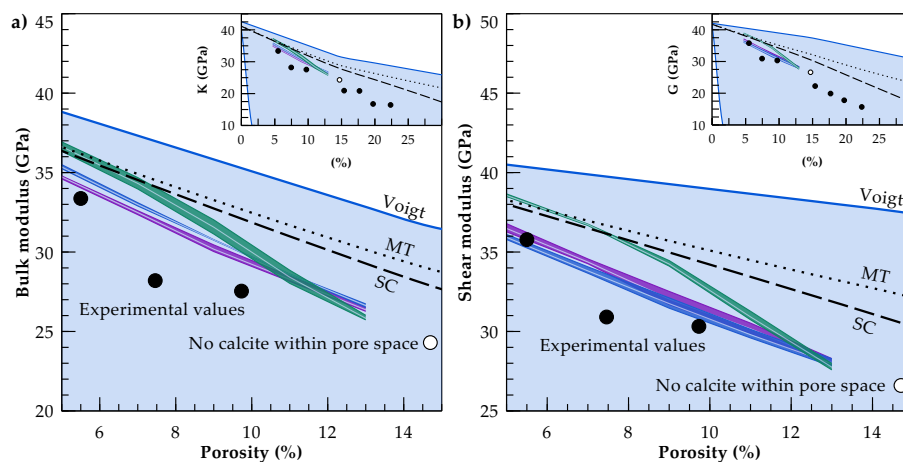 a)
45
40
35
30
25
20
Bulk modulus (GPa)
6
8
10
12
14
Porosity (%)
Voigt
MT
SC
Experimental values
No calcite within pore space
40
30
20
10
K (GPa)
0
5
10
15
20
25
(%)
b)
50
45
40
35
30
25
Shear modulus (GPa)
6
8
10
12
14
Porosity (%)
Voigt
MT
SC
Experimental values
No calcite within pore space
40
30
20
10
G (GPa)
0
5
10
15
20
25
(%)